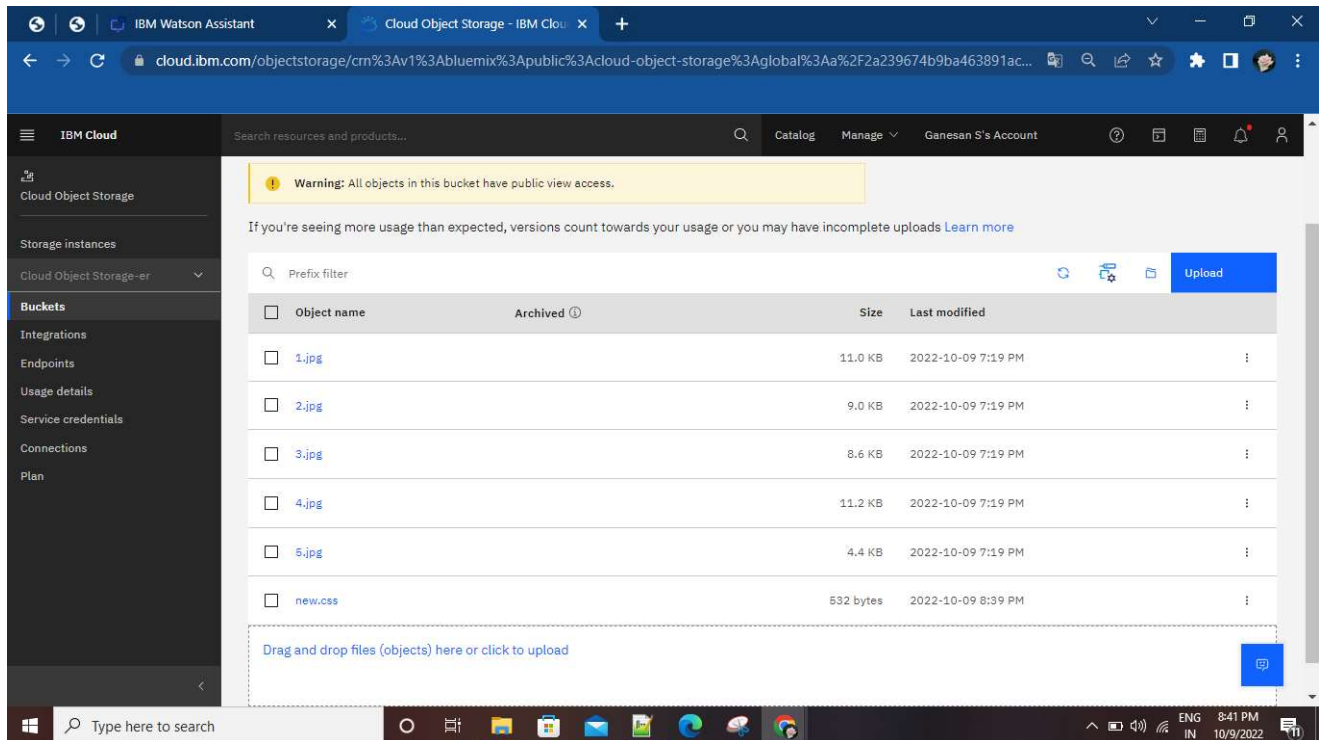 IBM Watson Assistant
Cloud Object Storage - IBM Clou
cloud.ibm.com/objectstorage/crn%3Av1%3Abluemix%3Apublic%3Acloud-object-storage%3Aglobal%3Aa%2F2a239674b9ba463891ac...
IBM Cloud
Search resources and products...
Catalog
Manage
Ganesan S's Account
Cloud Object Storage
Storage instances
Cloud Object Storage-er
Buckets
Integrations
Endpoints
Usage details
Service credentials
Connections
Plan
Warning: All objects in this bucket have public view access.
If you're seeing more usage than expected, versions count towards your usage or you may have incomplete uploads Learn more
Prefix filter
Upload
Object name Archived Size Last modified
1.jpg 11.0 KB 2022-10-09 7:19 PM
2.jpg 9.0 KB 2022-10-09 7:19 PM
3.jpg 8.6 KB 2022-10-09 7:19 PM
4.jpg 11.2 KB 2022-10-09 7:19 PM
5.jpg 4.4 KB 2022-10-09 7:19 PM
new.css 532 bytes 2022-10-09 8:39 PM
Drag and drop files (objects) here or click to upload
Type here to search
ENG 8:41 PM
IN 10/9/2022
11